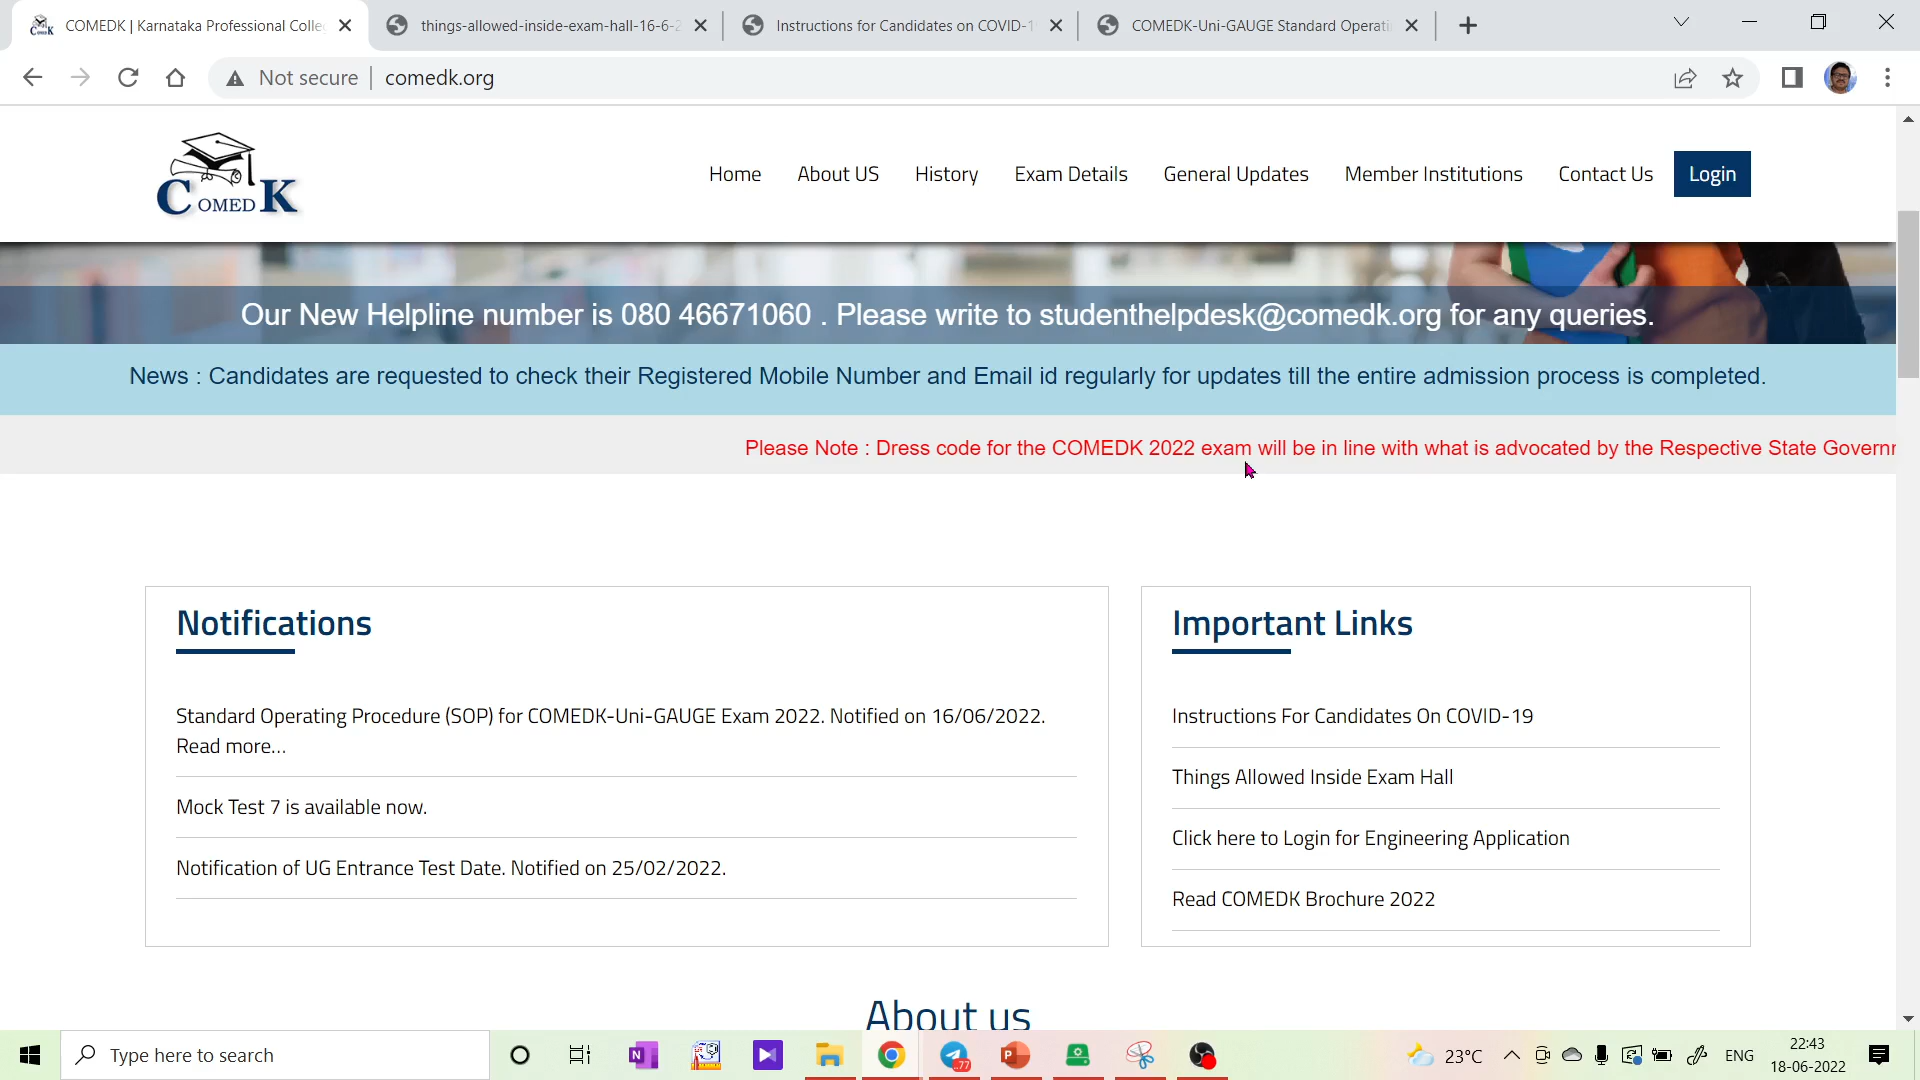 COMEDK | Karnataka Professional Colle
things-allowed-inside-exam-hall-16-6-2
Instructions for Candidates on COVID-1
COMEDK-Uni-GAUGE Standard Operati
Not secure
comedk.org
COMEDK
Home
About US
History
Exam Details
General Updates
Member Institutions
Contact Us
Login
Our New Helpline number is 080 46671060 . Please write to studenthelpdesk@comedk.org for any queries.
News : Candidates are requested to check their Registered Mobile Number and Email id regularly for updates till the entire admission process is completed.
Please Note : Dress code for the COMEDK 2022 exam will be in line with what is advocated by the Respective State Govern
Notifications
Standard Operating Procedure (SOP) for COMEDK-Uni-GAUGE Exam 2022. Notified on 16/06/2022.
Read more...
Mock Test 7 is available now.
Notification of UG Entrance Test Date. Notified on 25/02/2022.
Important Links
Instructions For Candidates On COVID-19
Things Allowed Inside Exam Hall
Click here to Login for Engineering Application
Read COMEDK Brochure 2022
About us
Type here to search
23°C
ENG
22:43
18-06-2022